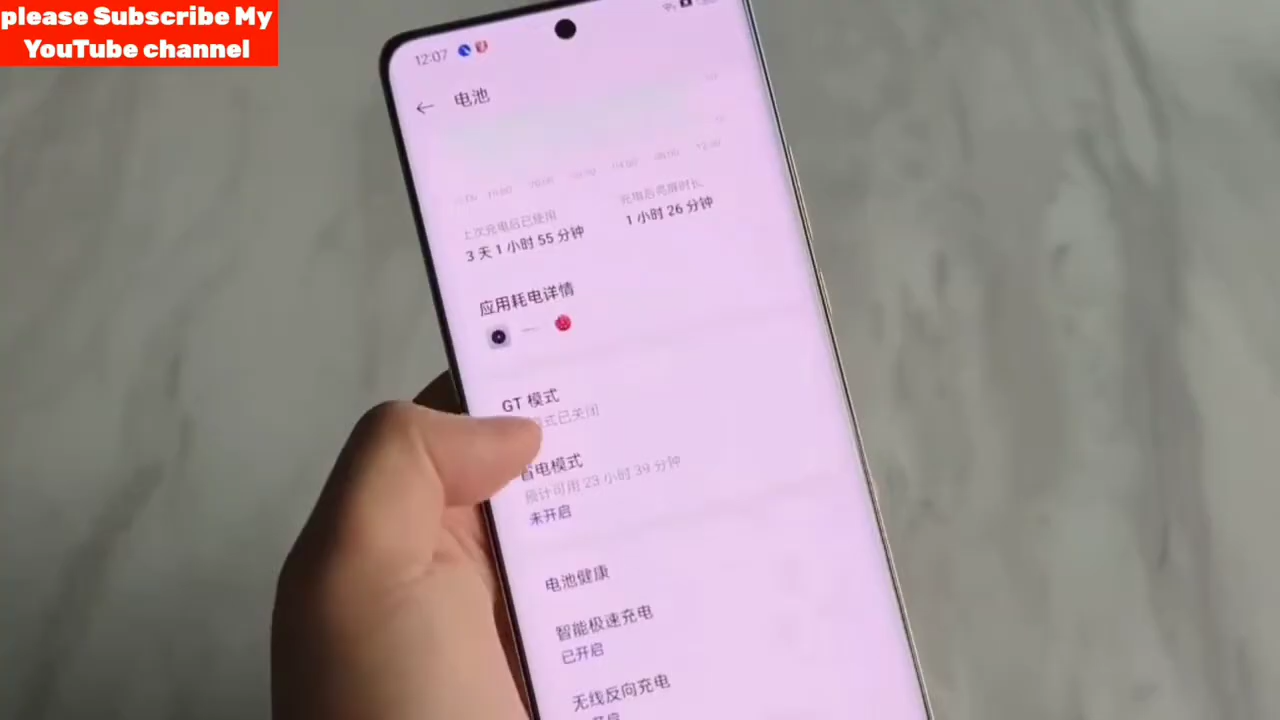 please Subscribe My
YouTube channel
12:07
电池
上次充电后已使用
充电后亮屏时长
3 天 1 小时 55 分钟
1 小时 26 分钟
应用耗电详情
GT 模式
式已关闭
省电模式
预计可用 23 小时 39 分钟
未开启
电池健康
智能极速充电
已开启
无线反向充电